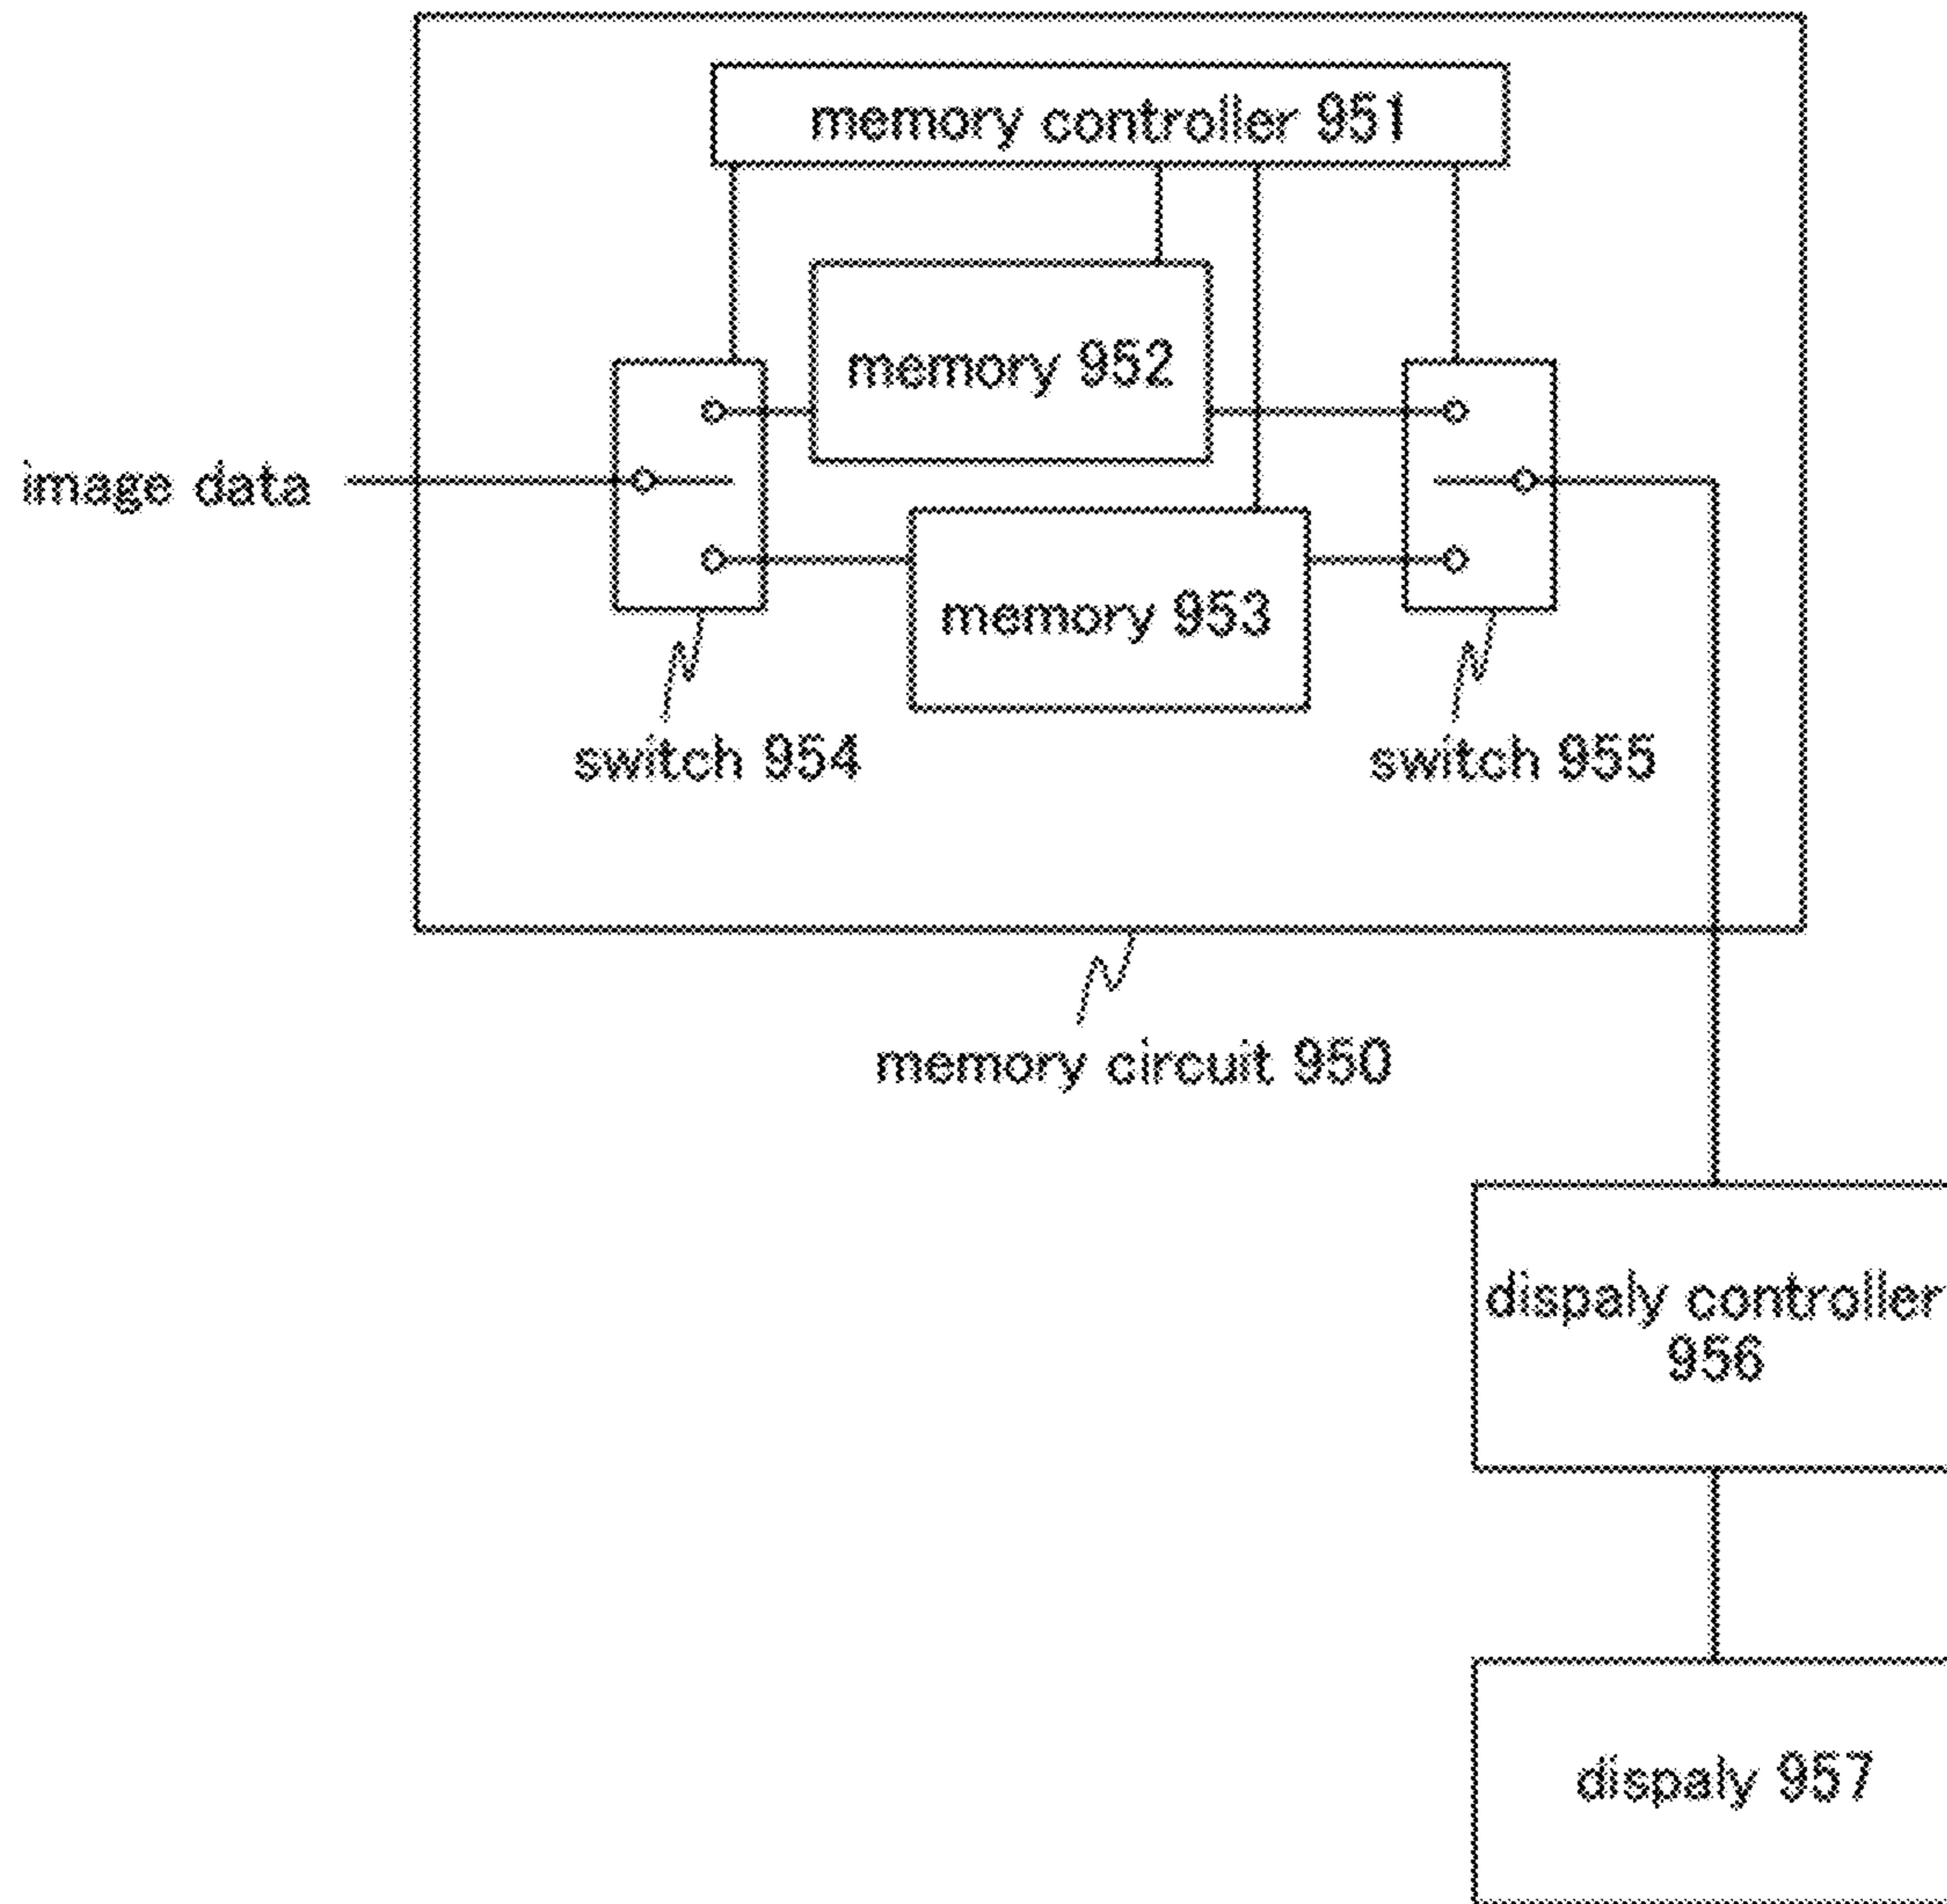 memory controller 951
memory 952
image data
memory 953
switch 954
switch 955
memory circuit 950
dispaly controller
956
dispaly 957